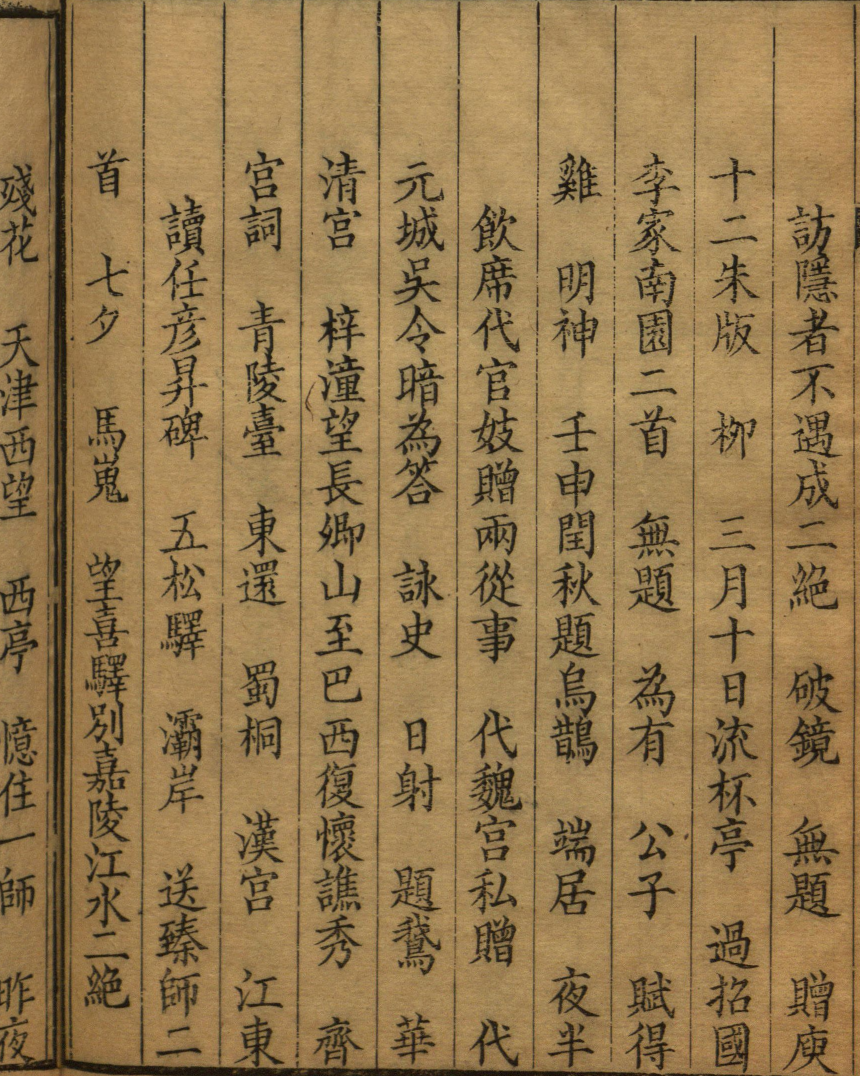 訪隱者不遇成二絕　破鏡　無題　贈庾
十二朱版　栁　三月十日流杯亭　過招國
李家南園二首　無題　為有　公子　賦得
雞　明神　壬申閏秋題烏鵲　端居　夜半
飲席代官妓贈兩從事　代魏宮私贈　代
元城吳令暗為答　詠史　日射　題鵞　華
清宮　梓潼望長卿山至巴西復懷譙秀　齊
宮詞　青陵臺　東還　蜀桐　漢宮　江東
讀任彥昇碑　五松驛　灞岸　送臻師二
首　七夕　馬嵬　望喜驛別嘉陵江水二絕
殘花　天津西望　西亭　憶住一師　昨夜